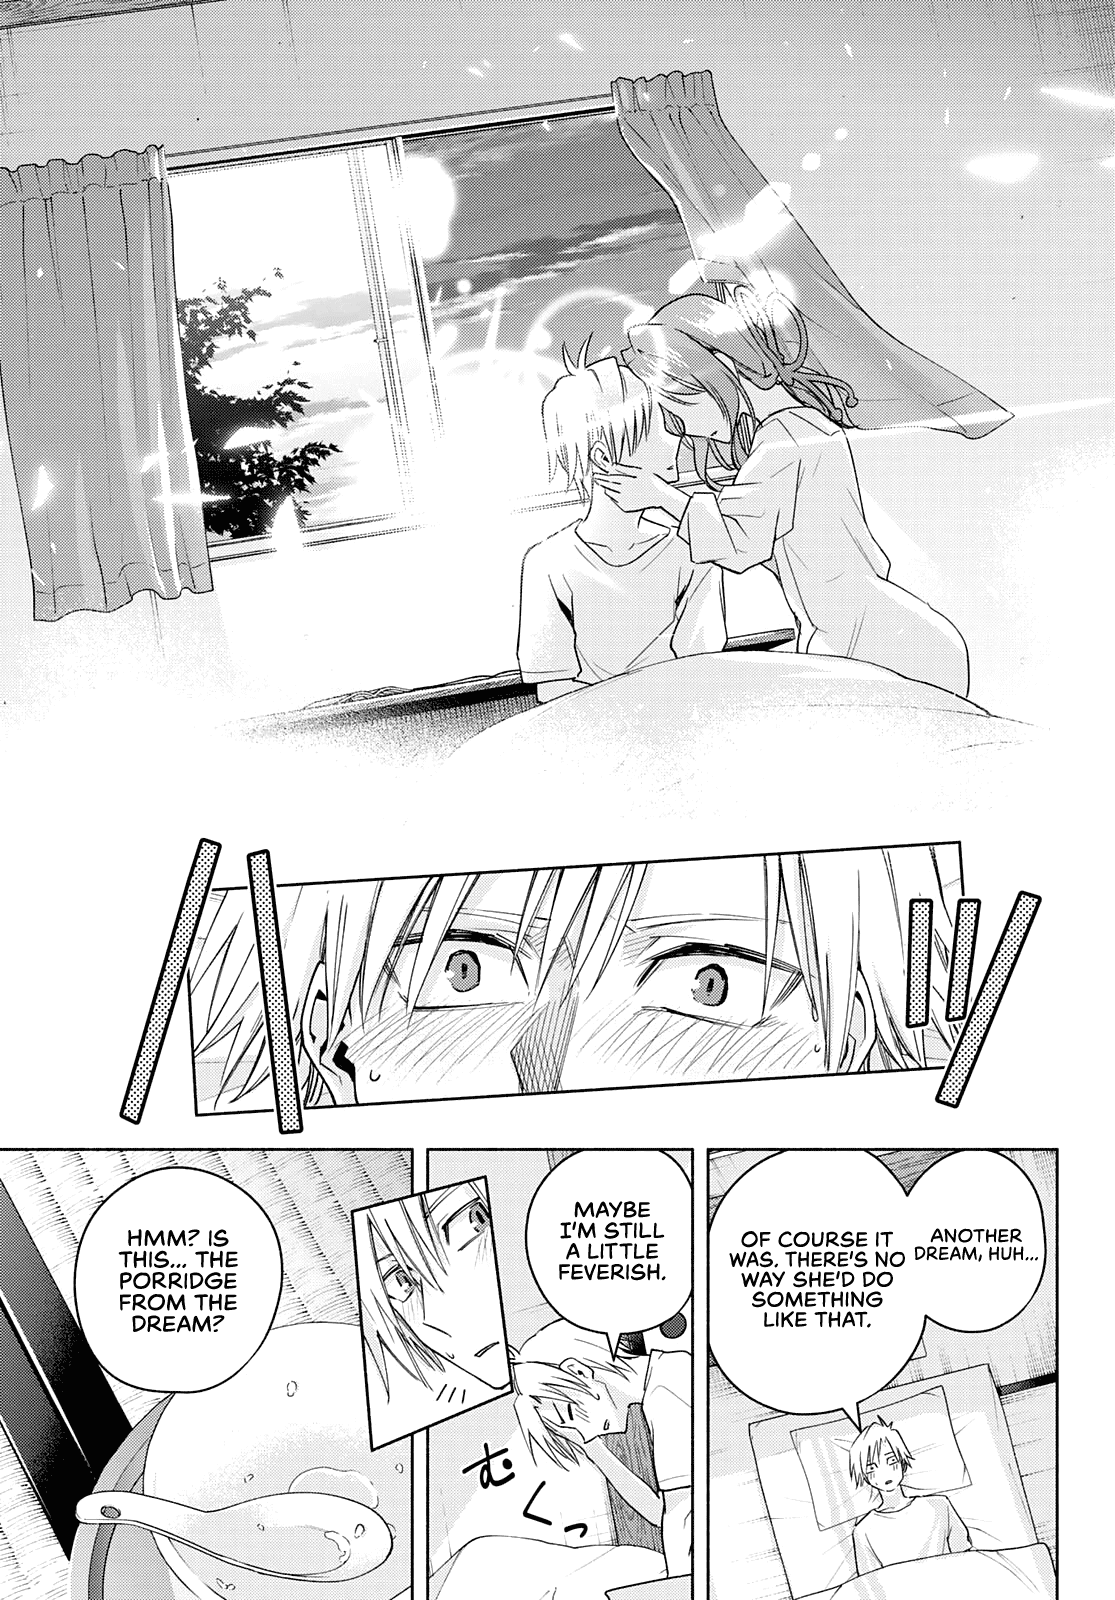 ANOTHER
DREAM, HUH...
OF COURSE IT
WAS. THERE'S NO
WAY SHE'D DO
SOMETHING
LIKE THAT.
MAYBE
I'M STILL
A LITTLE
FEVERISH.
むくっ
HMM? IS
THIS... THE
PORRIDGE
FROM THE
DREAM?